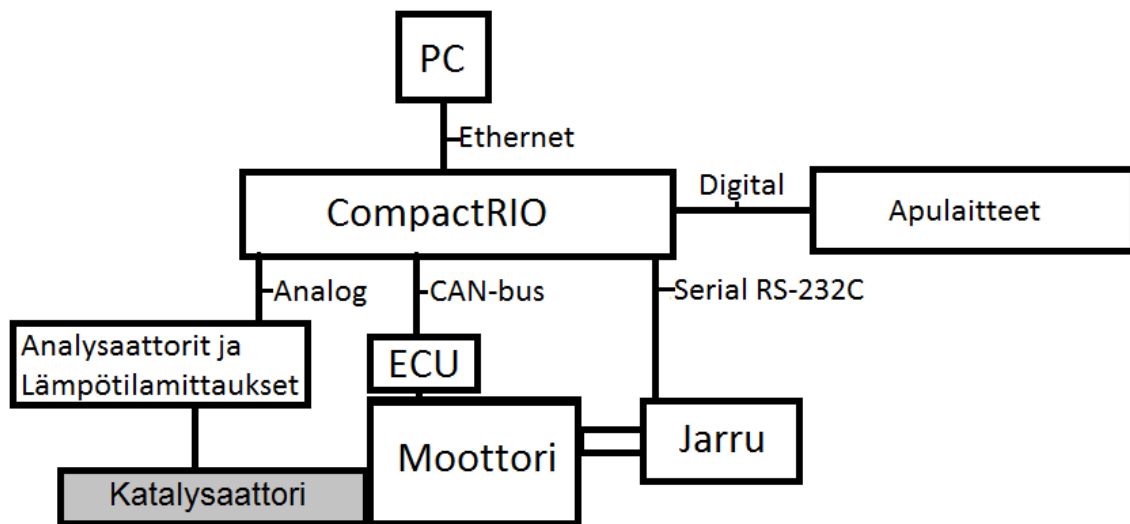 PC
Ethernet
CompactRIO
Digital
Apulaitteet
Analog
CAN-bus
Serial RS-232C
Analysaattorit ja
Lämpötilamittaukset
ECU
Moottori
Jarru
Katalysaattori